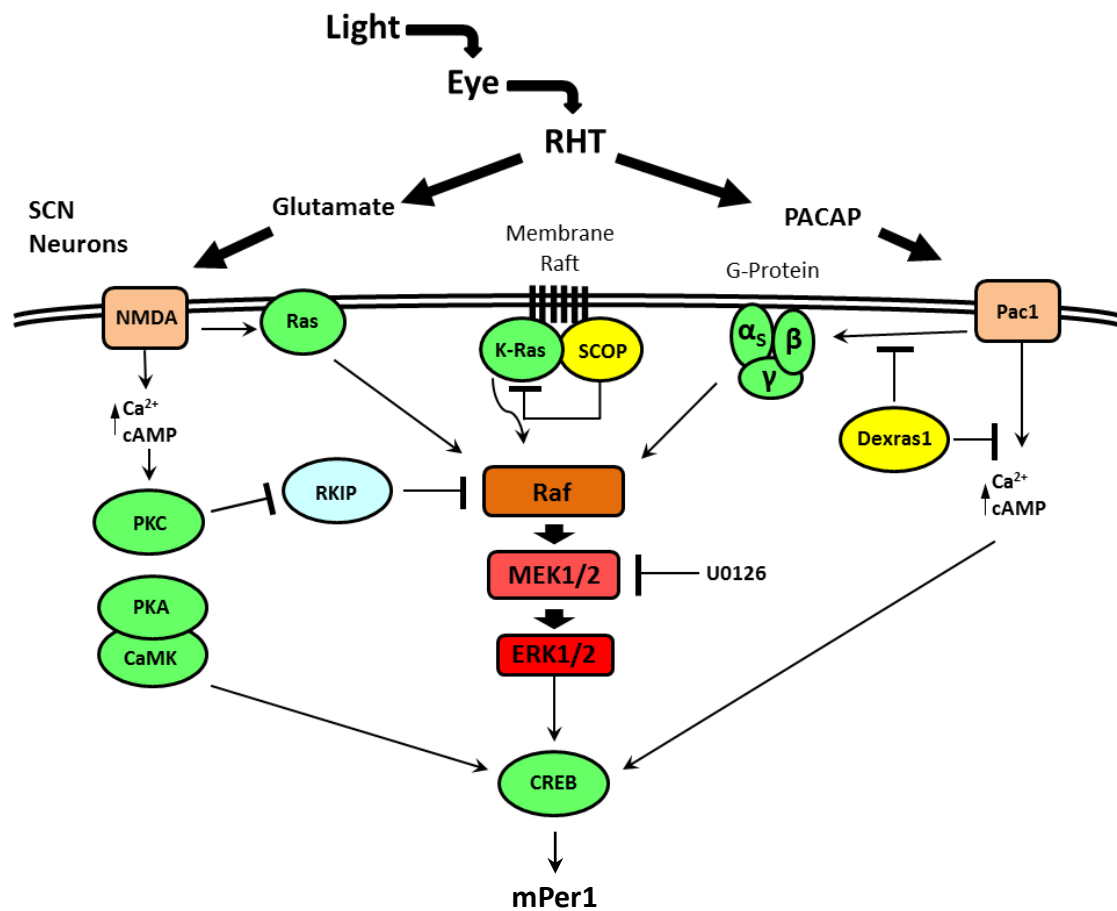 Light
Eye
RHT
SCN
Neurons
Glutamate
PACAP
Membrane
Raft
G-Protein
NMDA
Ras
K-Ras
SCOP
αS
β
γ
Pac1
Ca2+
cAMP
Dexras1
Ca2+
cAMP
PKC
RKIP
Raf
MEK1/2
U0126
PKA
CaMK
ERK1/2
CREB
mPer1